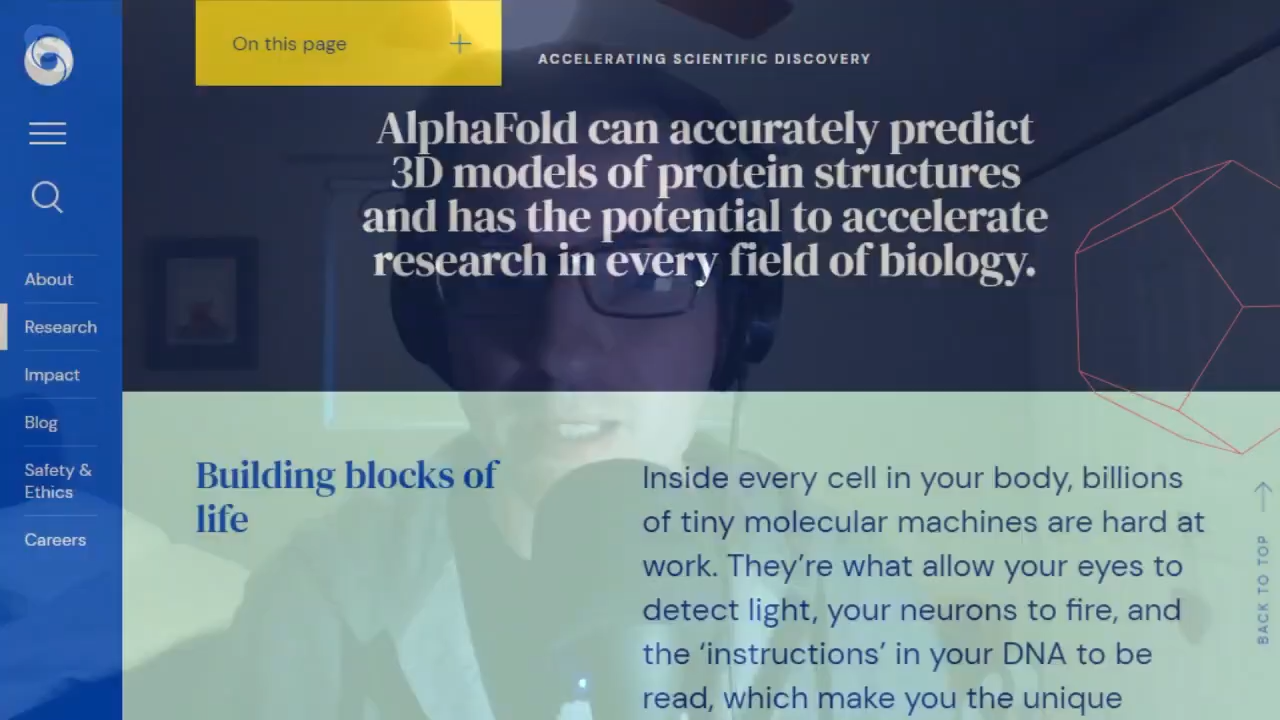 On this page
ACCELERATING SCIENTIFIC DISCOVERY
AlphaFold can accurately predict
3D models of protein structures
and has the potential to accelerate
research in every field of biology.
About
Research
Impact
Blog
Safety &
Ethics
Careers
Building blocks of
life
Inside every cell in your body, billions
of tiny molecular machines are hard at
work. They’re what allow your eyes to
detect light, your neurons to fire, and
the ‘instructions’ in your DNA to be
read, which make you the unique
BACK TO TOP